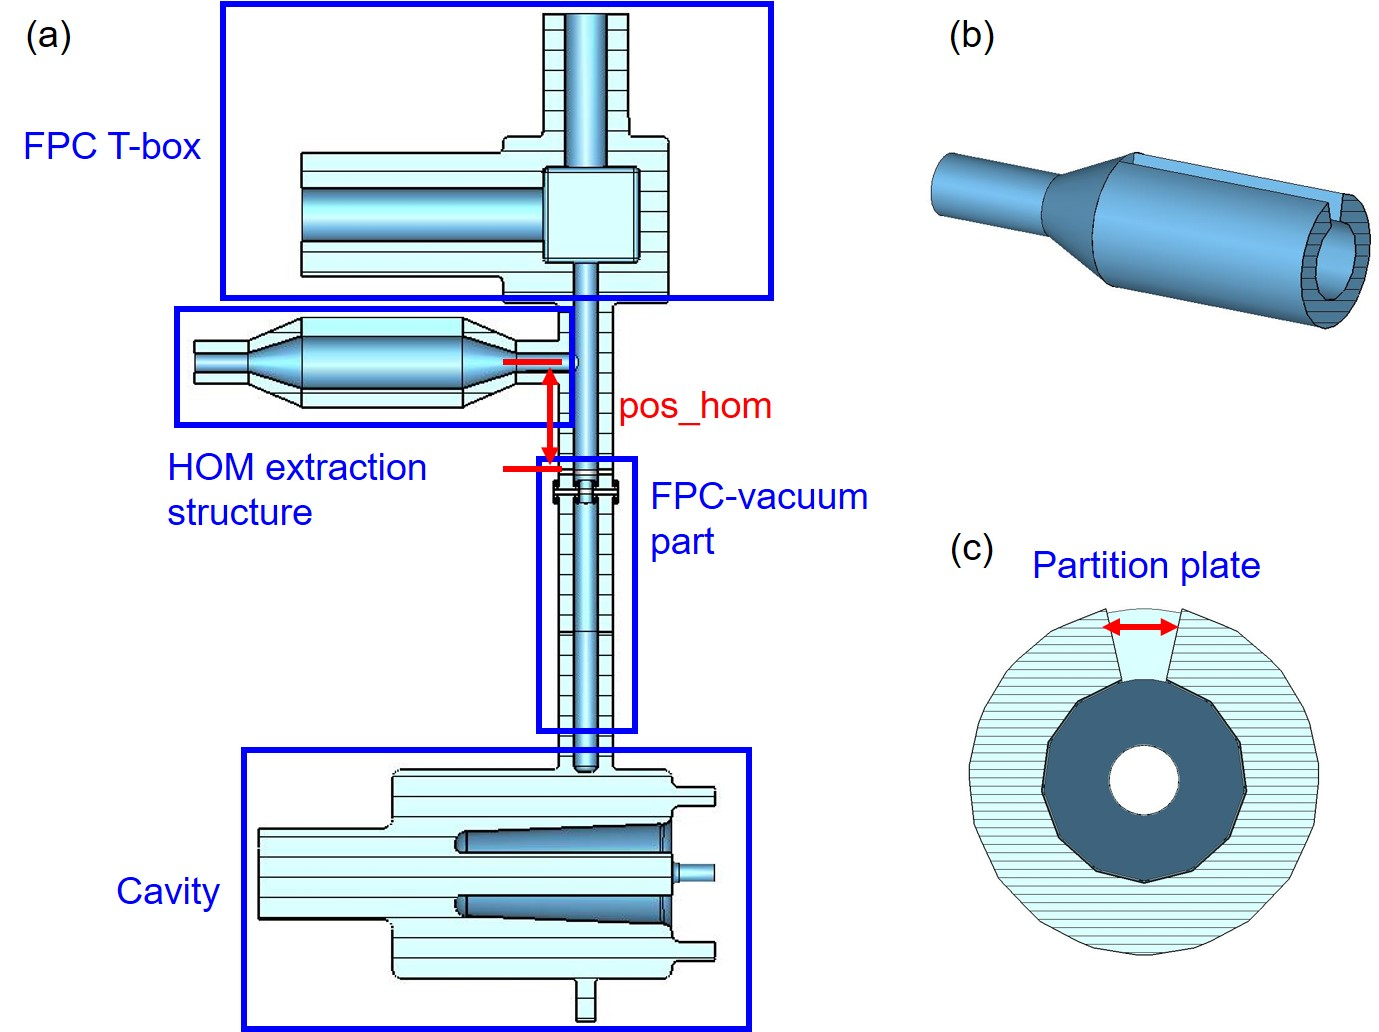 (a)
FPC T-box
pos_hom
HOM extraction
structure
FPC-vacuum
part
Cavity
(b)
(c)
Partition plate